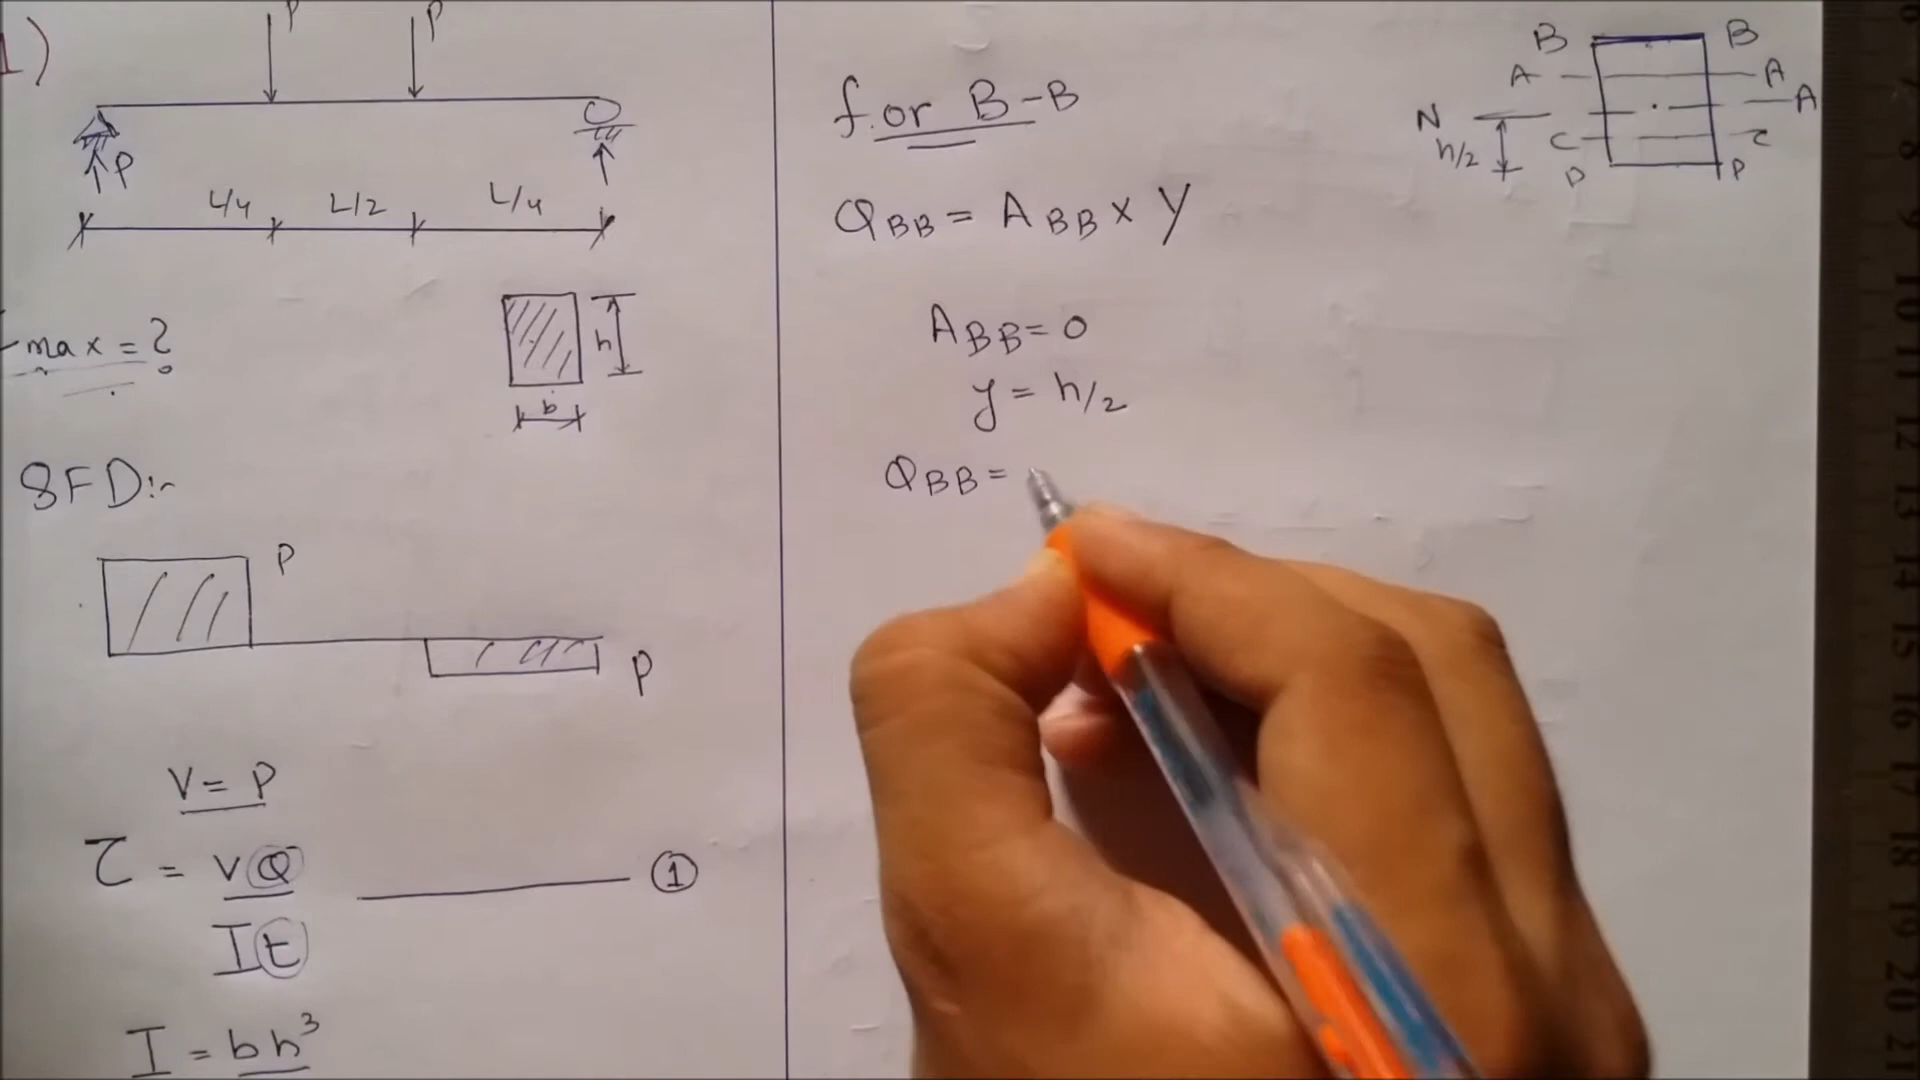 1)
P P
P
L/4 L/2 L/4
max = ?
h
b
SFD:-
P
P
V = P
τ = VQ
It
1
I = bh³
for B-B
QBB = ABB x y
ABB = 0
y = h/2
QBB =
B B
A A
N A
h/2 C C
D D